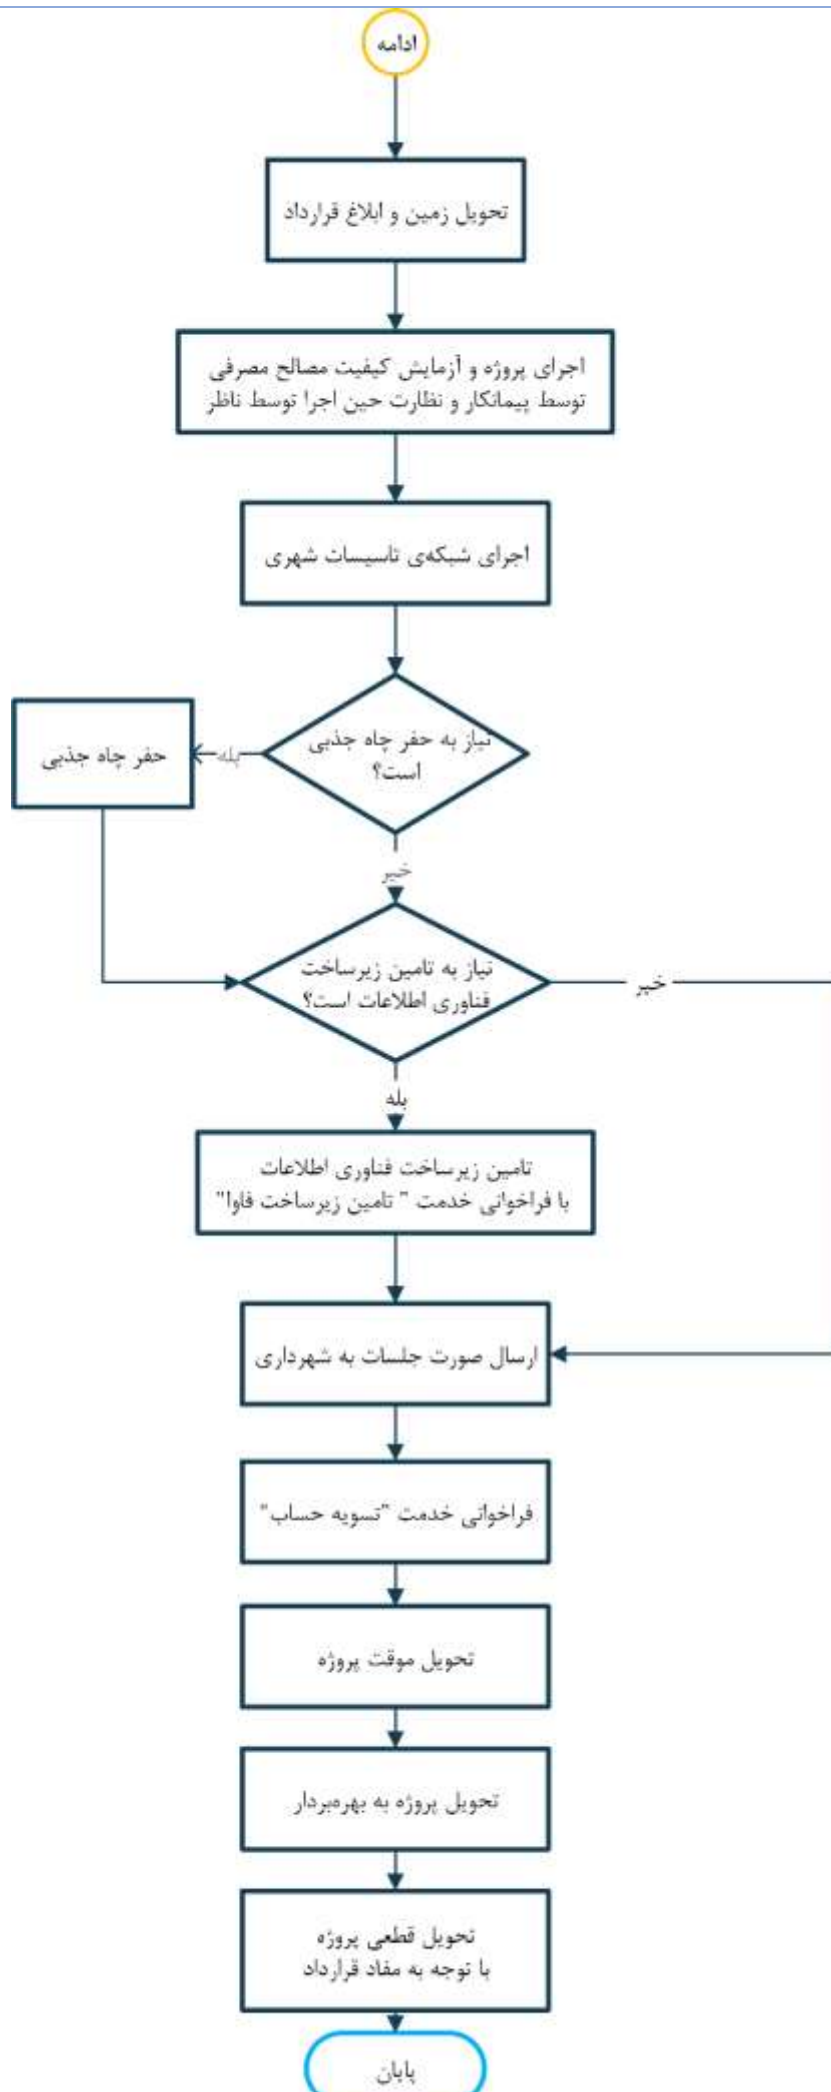 ادامه
تحویل زمین و ابلاغ قرارداد
اجرای پروژه و آزمایش کیفیت مصالح مصرفی
توسط پیمانکار و نظارت حین اجرا توسط ناظر
اجرای شبکه‌ی تاسیسات شهری
نیاز به حفر چاه جذبی
است؟
بله
حفر چاه جذبی
خیر
نیاز به تامین زیرساخت
فناوری اطلاعات است؟
خیر
بله
تامین زیرساخت فناوری اطلاعات
با فراخوانی خدمت " تامین زیرساخت فاوا"
ارسال صورت جلسات به شهرداری
فراخوانی خدمت "تسویه حساب"
تحویل موقت پروژه
تحویل پروژه به بهره‌بردار
تحویل قطعی پروژه
با توجه به مفاد قرارداد
پایان